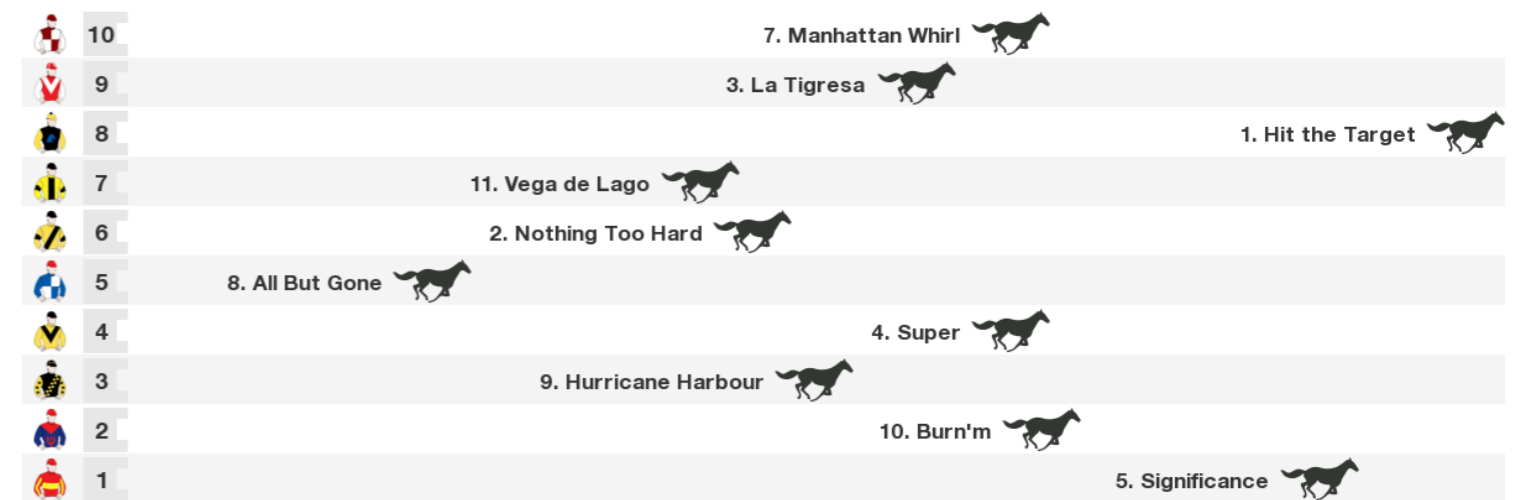 10 7. Manhattan Whirl
9 3. La Tigresa
8 1. Hit the Target
7 11. Vega de Lago
6 2. Nothing Too Hard
5 8. All But Gone
4 4. Super
3 9. Hurricane Harbour
2 10. Burn'm
1 5. Significance